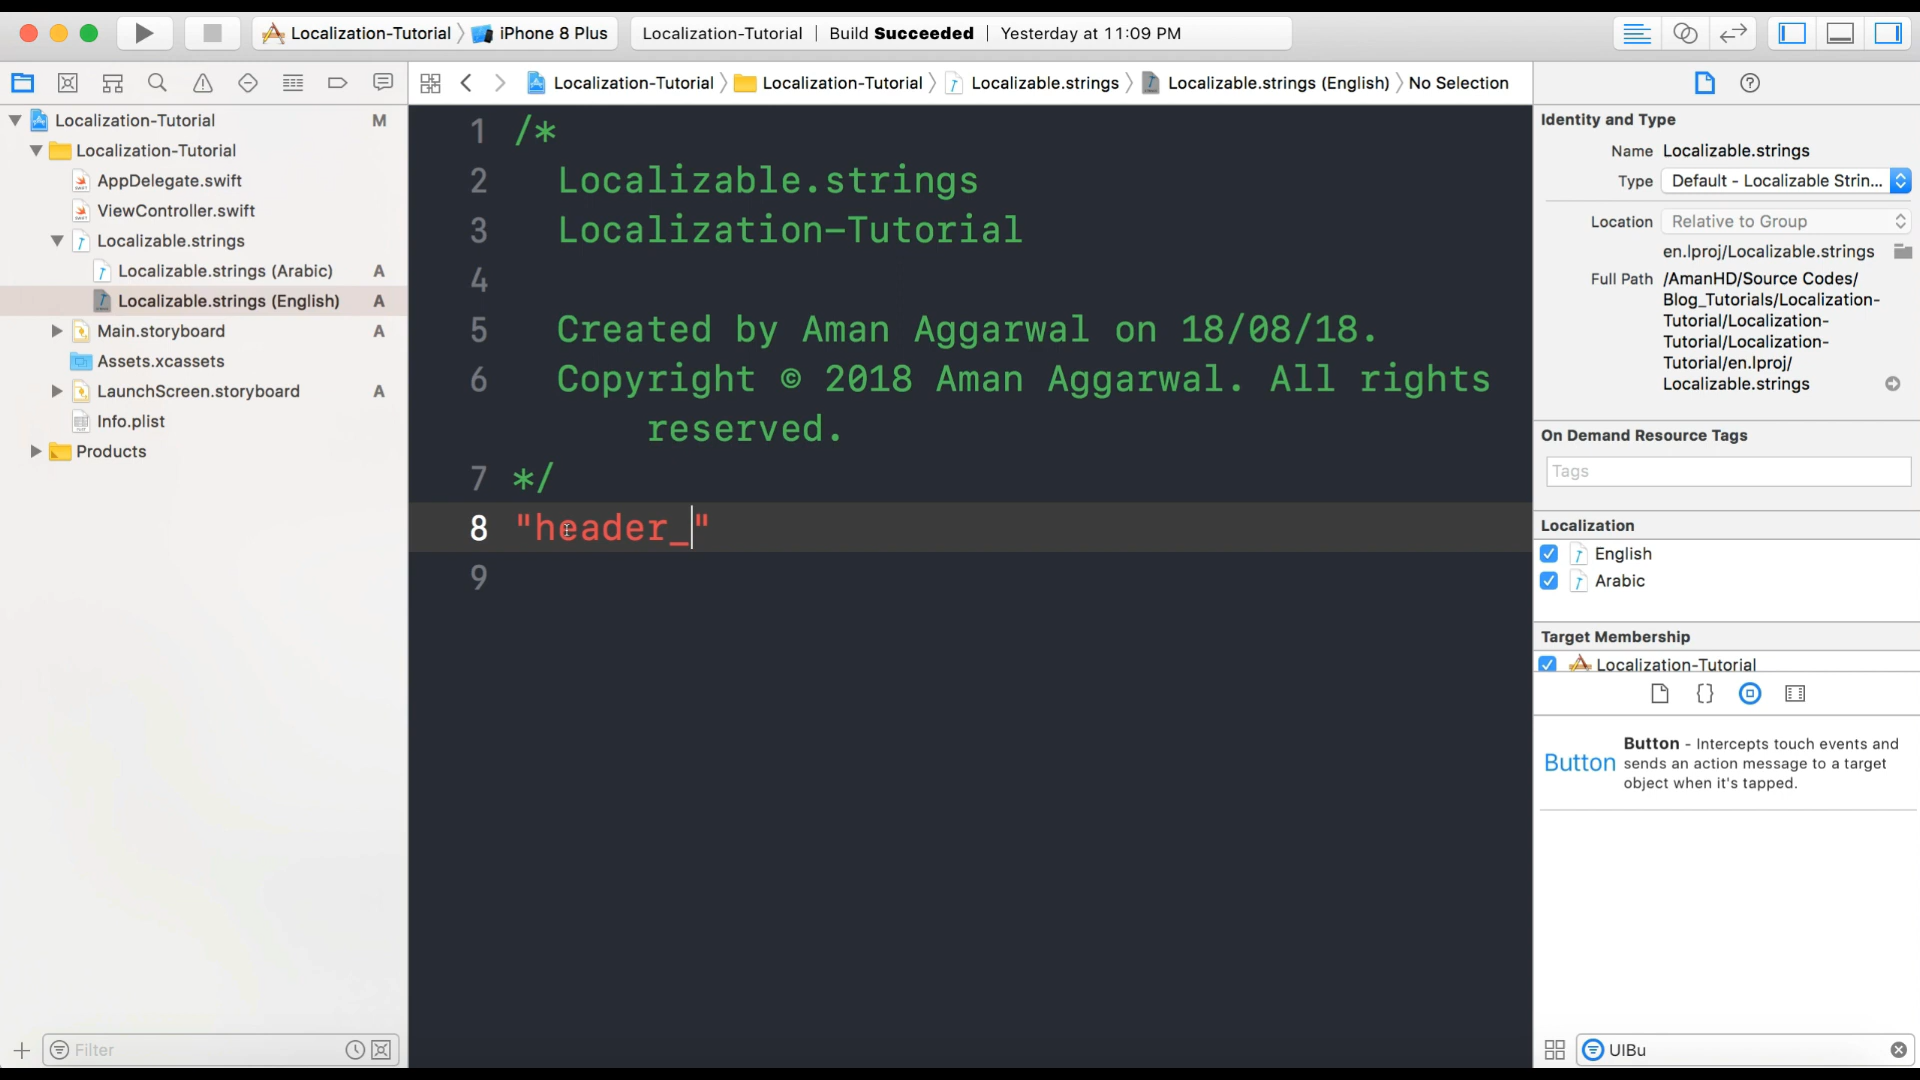 Localization-Tutorial iPhone 8 Plus
Localization-Tutorial | Build Succeeded | Yesterday at 11:09 PM
Localization-Tutorial Localization-Tutorial Localizable.strings Localizable.strings (English) No Selection
Localization-Tutorial M
Localization-Tutorial
AppDelegate.swift
ViewController.swift
Localizable.strings
Localizable.strings (Arabic) A
Localizable.strings (English) A
Main.storyboard A
Assets.xcassets
LaunchScreen.storyboard A
Info.plist
Products
Filter
1 /*
2 Localizable.strings
3 Localization-Tutorial
4
5 Created by Aman Aggarwal on 18/08/18.
6 Copyright © 2018 Aman Aggarwal. All rights
reserved.
7 */
8 "header_"
9
Identity and Type
Name Localizable.strings
Type Default - Localizable Strin...
Location Relative to Group
en.lproj/Localizable.strings
Full Path /AmanHD/Source Codes/
Blog_Tutorials/Localization-
Tutorial/Localization-
Tutorial/Localization-
Tutorial/en.lproj/
Localizable.strings
On Demand Resource Tags
Tags
Localization
English
Arabic
Target Membership
Localization-Tutorial
{}
Button
Button - Intercepts touch events and
sends an action message to a target
object when it's tapped.
UIBu